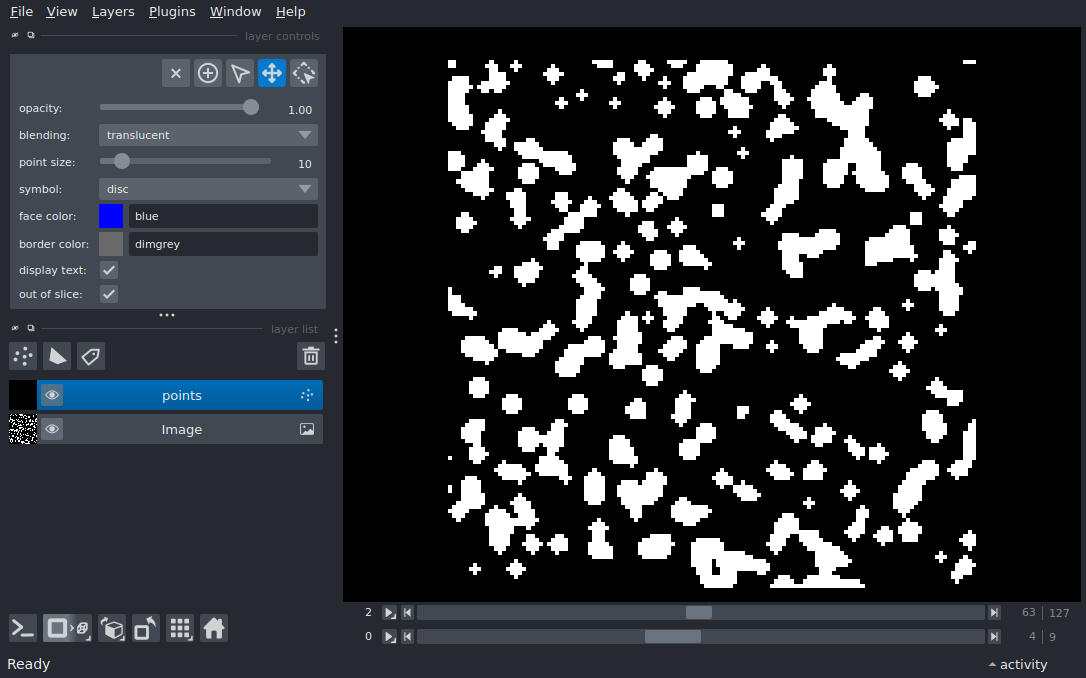 File View Layers Plugins Window Help
layer controls
opacity: 1.00
blending: translucent
point size: 10
symbol: disc
face color: blue
border color: dimgrey
display text:
out of slice:
layer list
points
Image
2 63 127
0 4 9
Ready activity